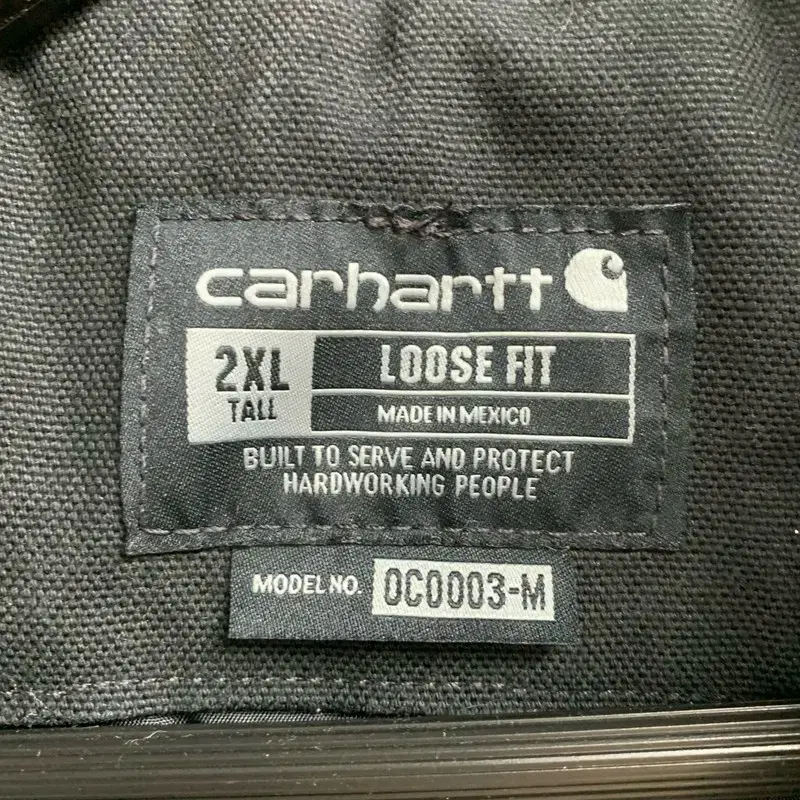 carhartt
2XL
TALL
LOOSE FIT
MADE IN MEXICO
BUILT TO SERVE AND PROTECT
HARDWORKING PEOPLE
MODEL NO. OC0003-M